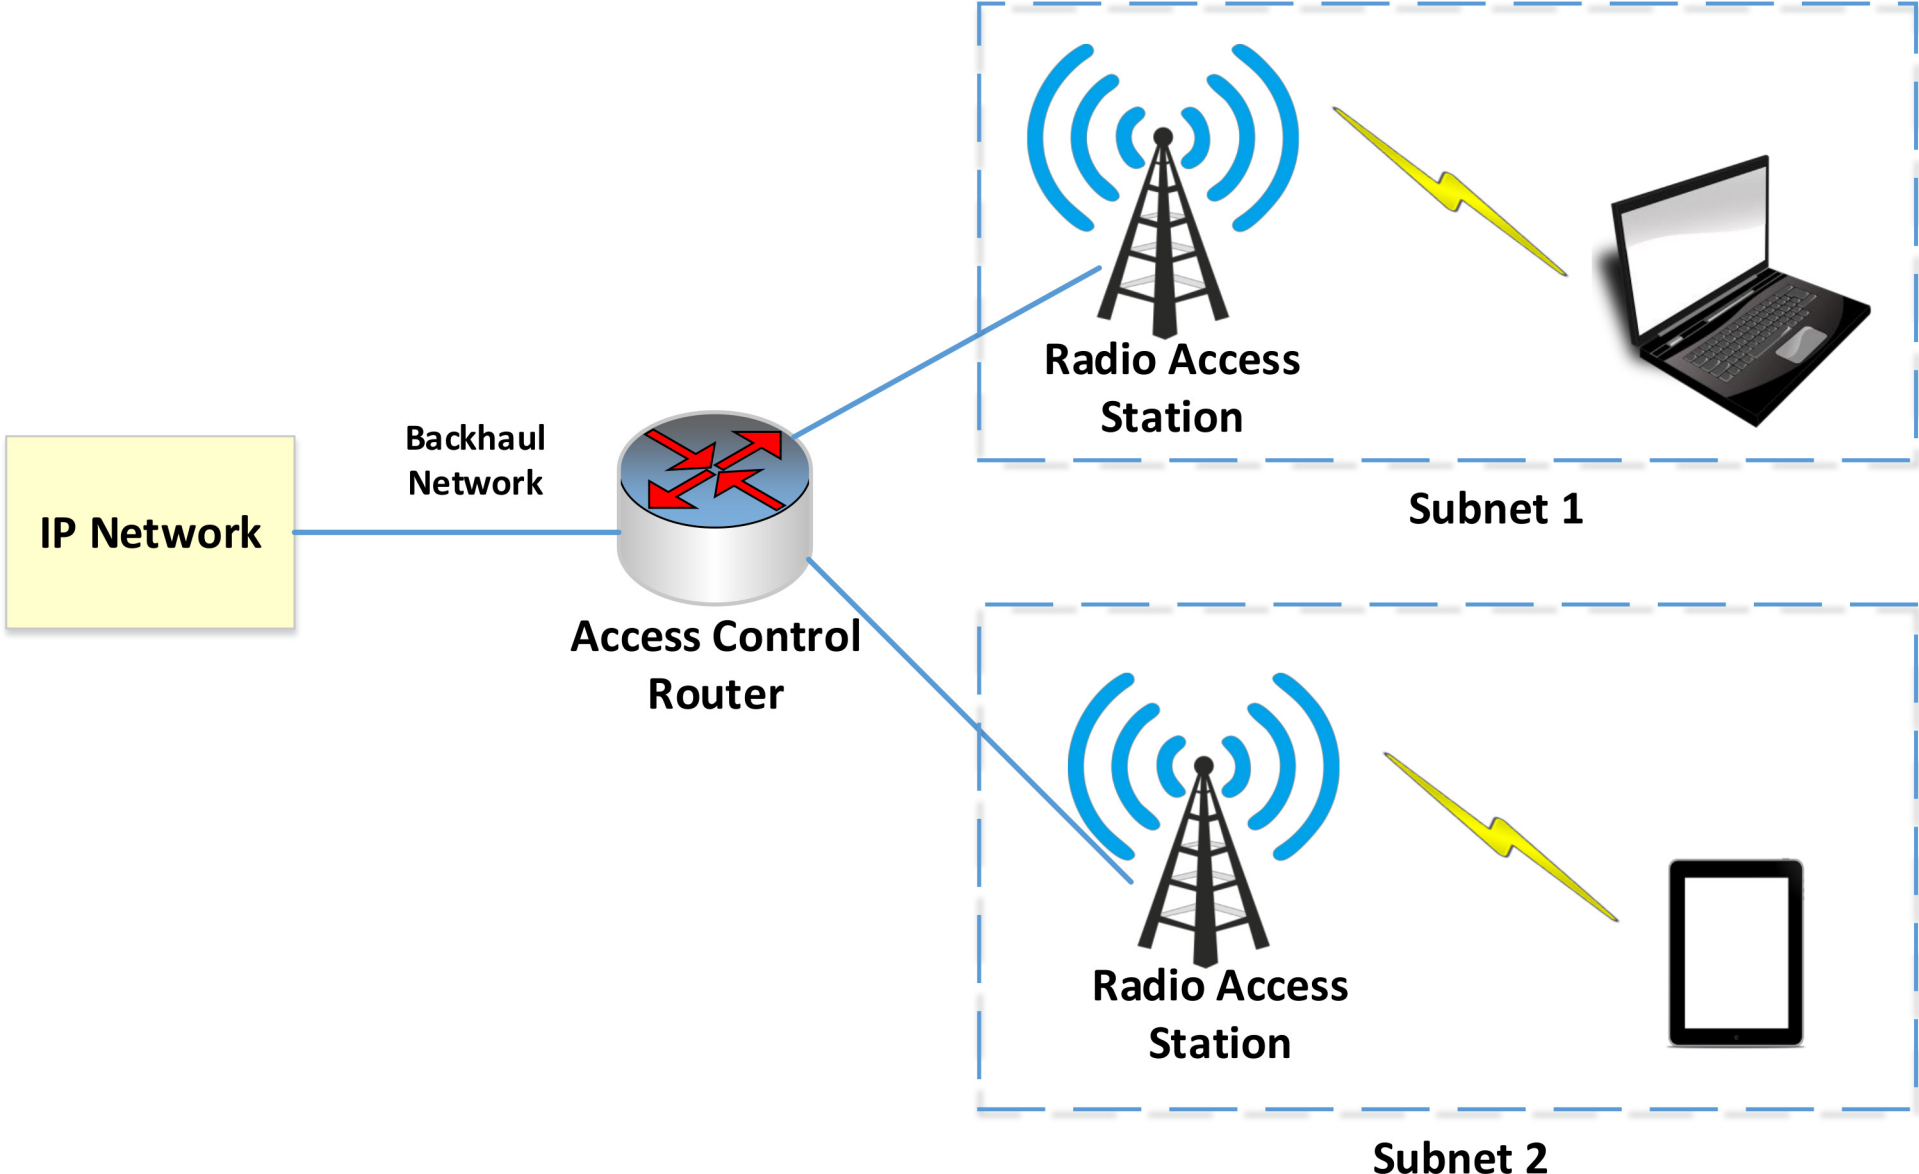 Radio Access
Station
Subnet 1
Backhaul
Network
IP Network
Access Control
Router
Radio Access
Station
Subnet 2